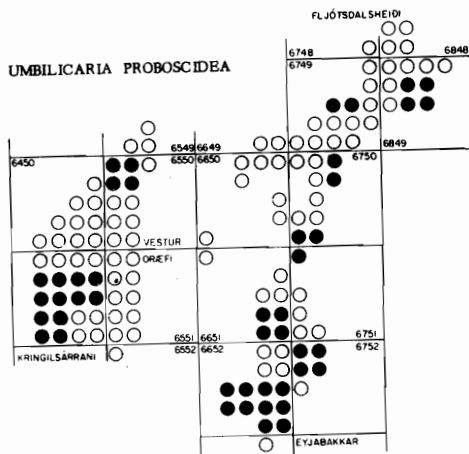 FLJÓTSDALSHEIÐI
6748 6848
6749
UMBILICARIA PROBOSCIDEA
6549 6649 6849
6450 6550 6650 6750
VESTUR
ÖRÆFI
6551 6651 6751
KRINGILSÁRRANI 6552 6652 6752
EYJABAKKAR